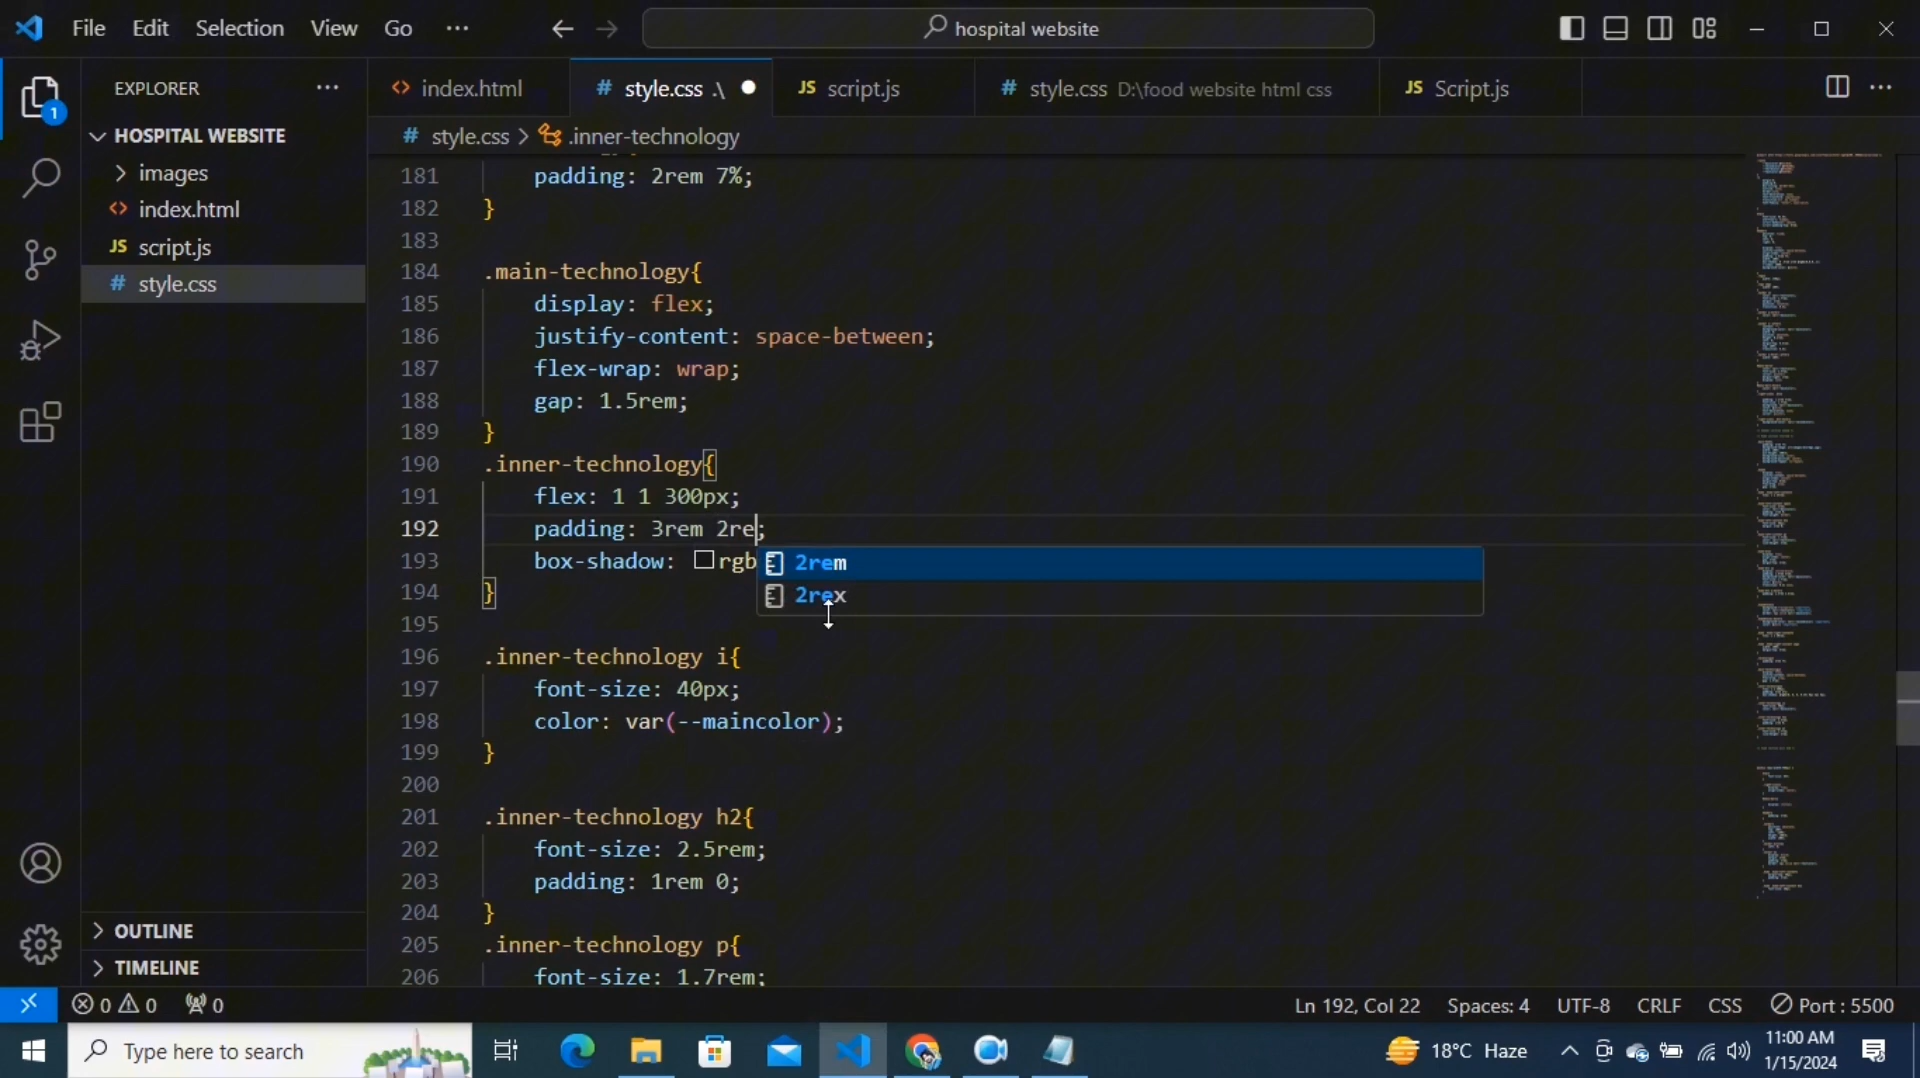 File Edit Selection View Go ··· hospital website
EXPLORER ···
HOSPITAL WEBSITE
images
index.html
JS script.js
# style.css
OUTLINE
TIMELINE
1
index.html
# style.css .\
JS script.js
# style.css D:\food website html css
JS Script.js
# style.css > .inner-technology
181 padding: 2rem 7%;
182 }
183
184 .main-technology{
185 display: flex;
186 justify-content: space-between;
187 flex-wrap: wrap;
188 gap: 1.5rem;
189 }
190 .inner-technology{
191 flex: 1 1 300px;
192 padding: 3rem 2re;
193 box-shadow: rgb
2rem
2rex
194 }
195
196 .inner-technology i{
197 font-size: 40px;
198 color: var(--maincolor);
199 }
200
201 .inner-technology h2{
202 font-size: 2.5rem;
203 padding: 1rem 0;
204 }
205 .inner-technology p{
206 font-size: 1.7rem;
0 0 0 Ln 192, Col 22 Spaces: 4 UTF-8 CRLF CSS Port : 5500
Type here to search 18°C Haze 11:00 AM
1/15/2024